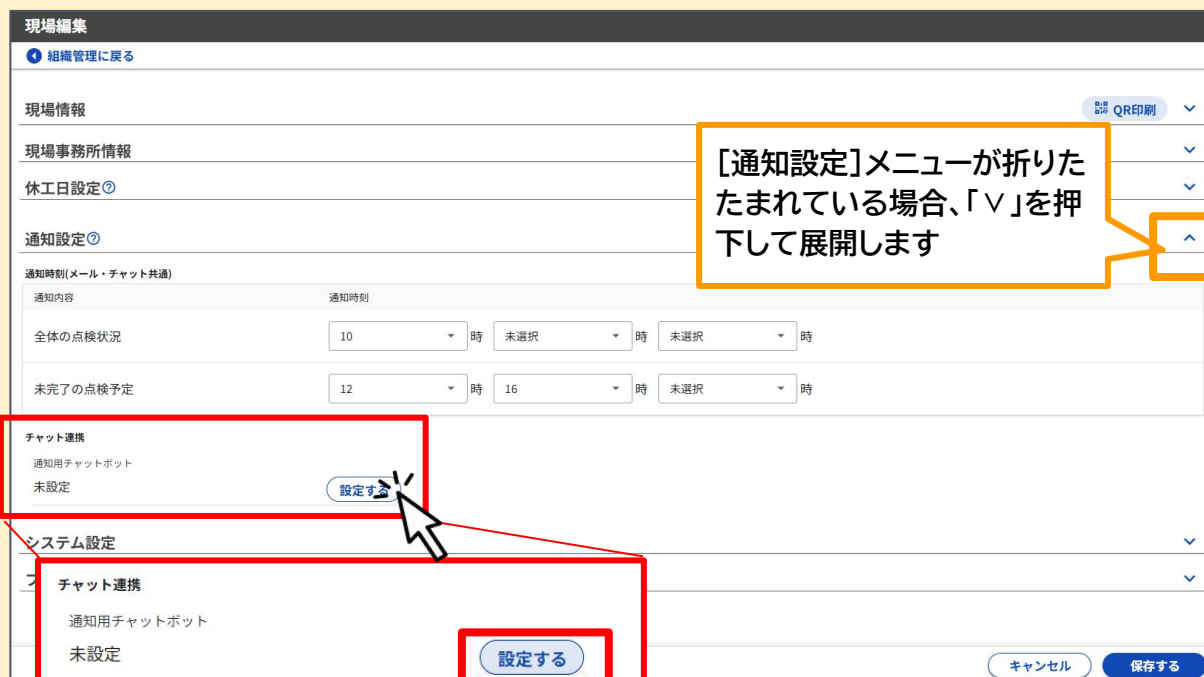 現場編集
組織管理に戻る
現場情報
QR印刷
現場事務所情報
休工日設定?
[通知設定]メニューが折りた
たまれている場合、「∨」を押
下して展開します
通知設定?
通知時刻(メール・チャット共通)
通知内容 通知時刻
全体の点検状況 10 時 未選択 時 未選択 時
未完了の点検予定 12 時 16 時 未選択 時
チャット連携
通知用チャットボット
未設定 設定する
システム設定
チャット連携
通知用チャットボット
未設定 設定する
キャンセル 保存する